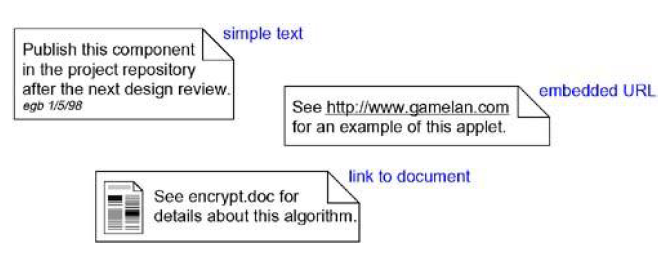 simple text
Publish this component
in the project repository
after the next design review.
egb 1/5/98
embedded URL
See http://www.gamelan.com
for an example of this applet.
link to document
See encrypt.doc for
details about this algorithm.